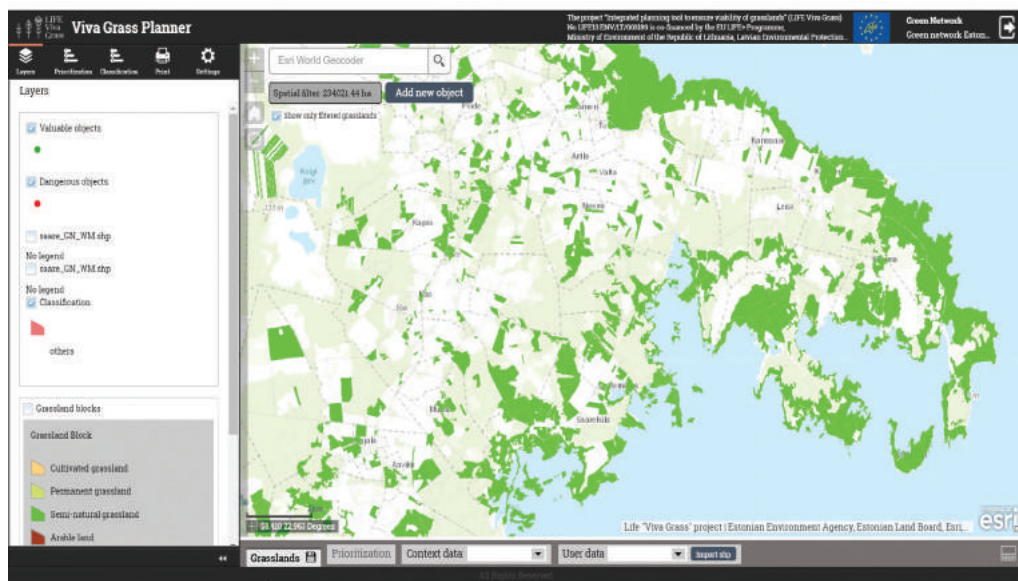 LIFE
Viva
Grass
Viva Grass Planner
The project "Integrated planning tool to ensure viability of grasslands" (LIFE Viva Grass)
No LIFE13 ENV/LT/000189 is co-financed by the EU LIFE+ Programme,
Ministry of Environment of the Republic of Lithuania, Latvian Environmental Protection...
Green Network
Green network Eston...
Layers
Prioritization
Classification
Print
Settings
Layers
Valuable objects
Dangerous objects
saare_GN_WM.shp
No legend
saare_GN_WM.shp
No legend
Classification
others
Grassland blocks
Grassland Block
Cultivated grassland
Permanent grassland
Semi-natural grassland
Arable land
Esri World Geocoder
Spatial filter: 234021.44 ha
Add new object
Show only filtered grasslands
Degrees
Life "Viva Grass" project | Estonian Environment Agency, Estonian Land Board, Esri,...
esri
Grasslands
Prioritization
Context data:
User data
Import shp
All Rights Reserved